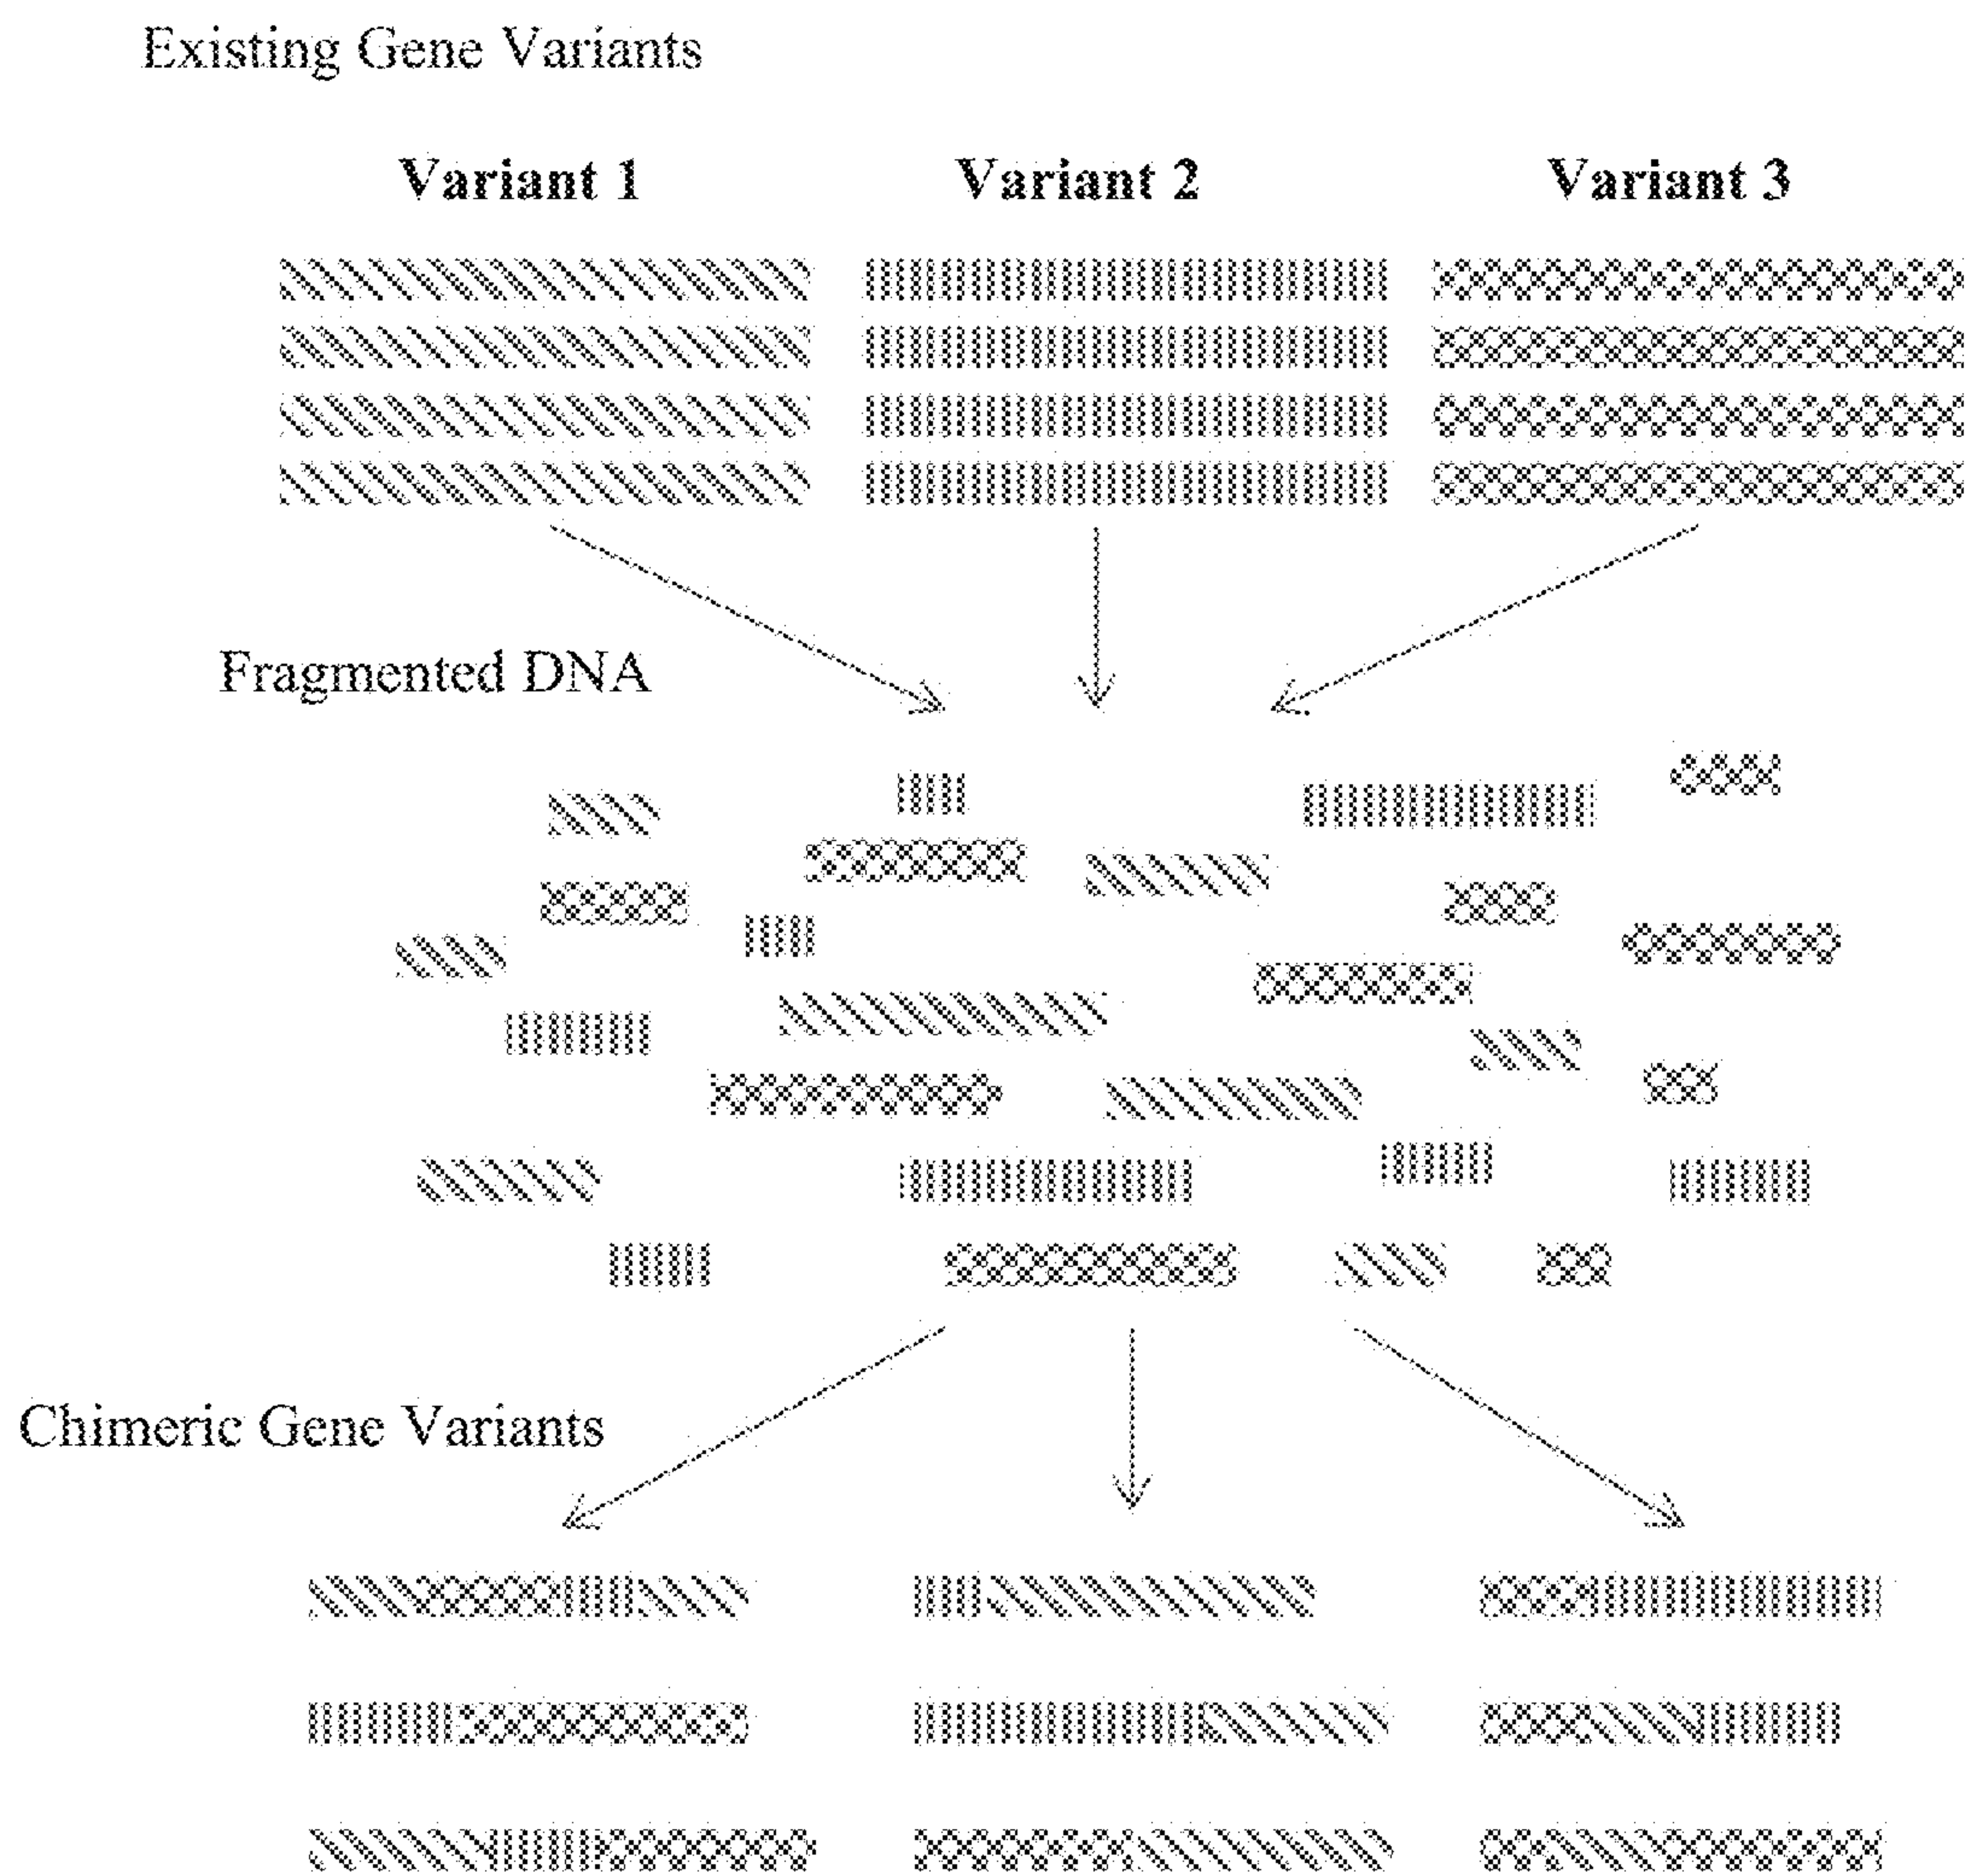 Existing Gene Variants
Variant 1 Variant 2 Variant 3
Fragmented DNA
Chimeric Gene Variants